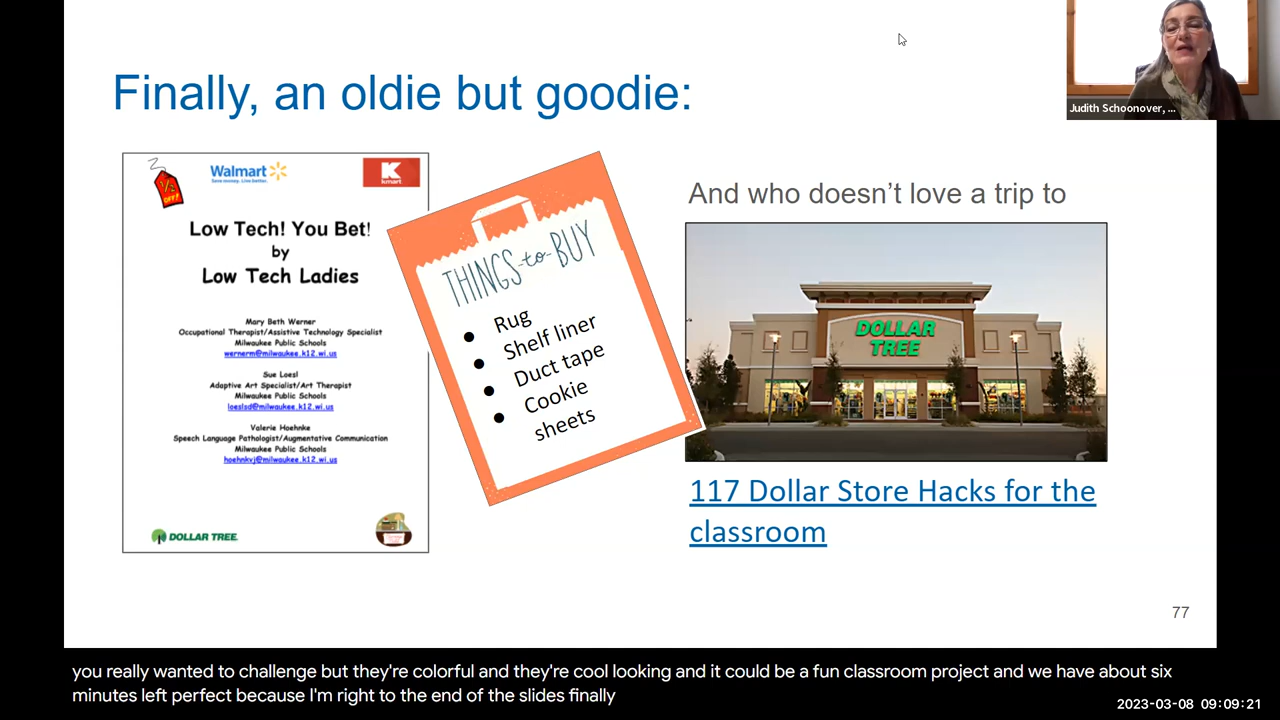 Finally, an oldie but goodie:
Judith Schoonover, ...
1/2
OFF!
Walmart
Save money. Live better.
K
kmart
Low Tech! You Bet!
by
Low Tech Ladies
Mary Beth Werner
Occupational Therapist/Assistive Technology Specialist
Milwaukee Public Schools
wernerm@milwaukee.k12.wi.us
Sue Loesl
Adaptive Art Specialist/Art Therapist
Milwaukee Public Schools
loeslsd@milwaukee.k12.wi.us
Valerie Hoehnke
Speech Language Pathologist/Augmentative Communication
Milwaukee Public Schools
hoehnkvj@milwaukee.k12.wi.us
DOLLAR TREE
THINGS-to-BUY
● Rug
● Shelf liner
● Duct tape
● Cookie
sheets
And who doesn’t love a trip to
DOLLAR
TREE
117 Dollar Store Hacks for the
classroom
77
you really wanted to challenge but they're colorful and they're cool looking and it could be a fun classroom project and we have about six
minutes left perfect because I'm right to the end of the slides finally
2023-03-08 09:09:21